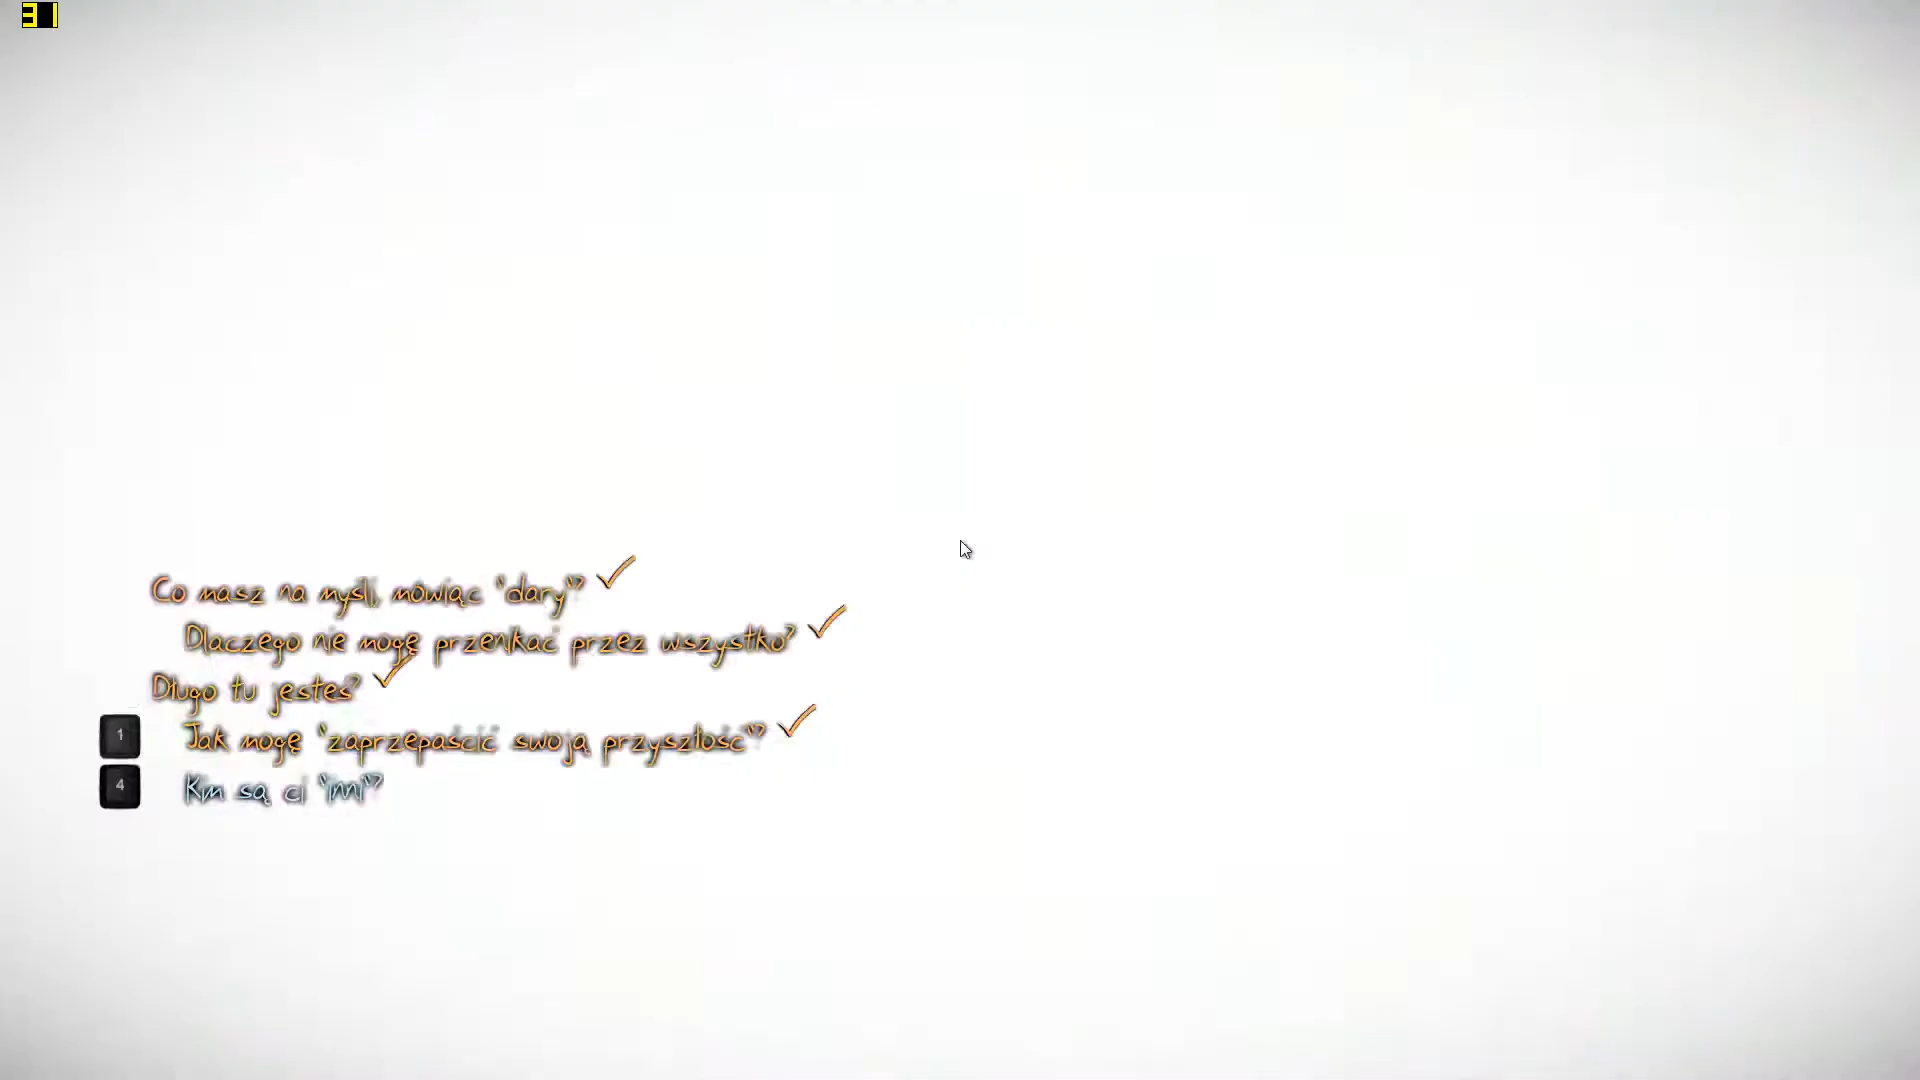 31
Co masz na myśli, mówiąc "dary"?
Dlaczego nie mogę przenikać przez wszystko?
Długo tu jesteś?
1 Jak mogę "zaprzepaścić swoją przyszłość"?
4 Kim są ci "inni"?